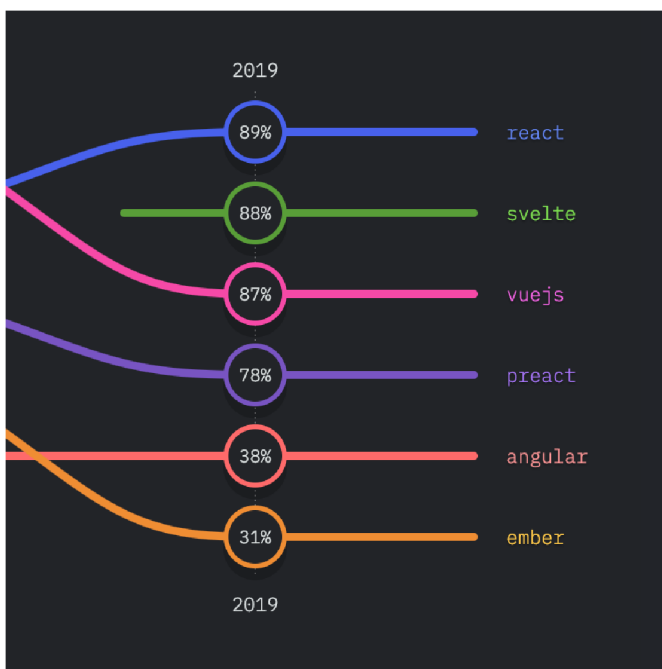 2019
89% react
88% svelte
87% vuejs
78% preact
38% angular
31% ember
2019